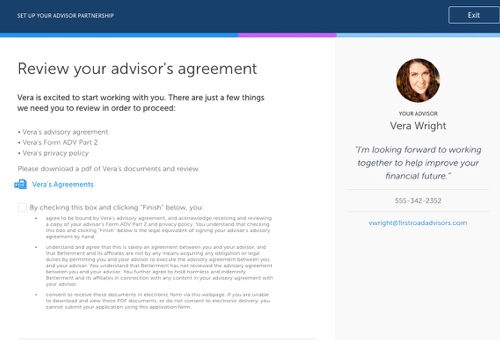 SET UP YOUR ADVISOR PARTNERSHIP
Exit
Review your advisor's agreement
Vera is excited to start working with you. There are just a few things
we need you to review in order to proceed:
• Vera's advisory agreement
• Vera's Form ADV Part 2
• Vera's privacy policy
Please download a pdf of Vera's documents and review.
Vera's Agreements
By checking this box and clicking "Finish" below, you:
• agree to be bound by Vera's advisory agreement, and acknowledge receiving and reviewing
a copy of your advisor's Form ADV Part 2 and privacy policy. You understand that checking
this box and clicking "Finish" below is the legal equivalent of signing your advisor's advisory
agreement by hand.
• understand and agree that this is solely an agreement between you and your advisor, and
that Betterment and its affiliates are not by any means acquiring any obligation or legal
duties by permitting you and your advisor to execute the advisory agreement between you
and your advisor. You understand that Betterment has not reviewed the advisory agreement
between you and your advisor. You further agree to hold harmless and indemnify
Betterment and its affiliates in connection with any content in your advisory agreement with
your advisor.
• consent to receive these documents in electronic form via this webpage. If you are unable
to download and view these PDF documents, or do not consent to electronic delivery, you
cannot submit your application using this application form.
YOUR ADVISOR
Vera Wright
"I'm looking forward to working
together to help improve your
financial future."
555-342-2352
vwright@firstroadadvisors.com